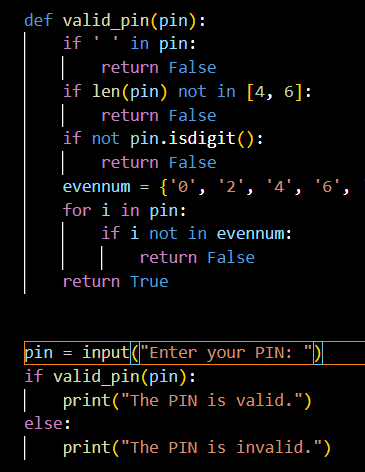 def valid_pin(pin):
    if ' ' in pin:
        return False
    if len(pin) not in [4, 6]:
        return False
    if not pin.isdigit():
        return False
    evennum = {'0', '2', '4', '6',
    for i in pin:
        if i not in evennum:
            return False
    return True
pin = input("Enter your PIN: ")
if valid_pin(pin):
    print("The PIN is valid.")
else:
    print("The PIN is invalid.")